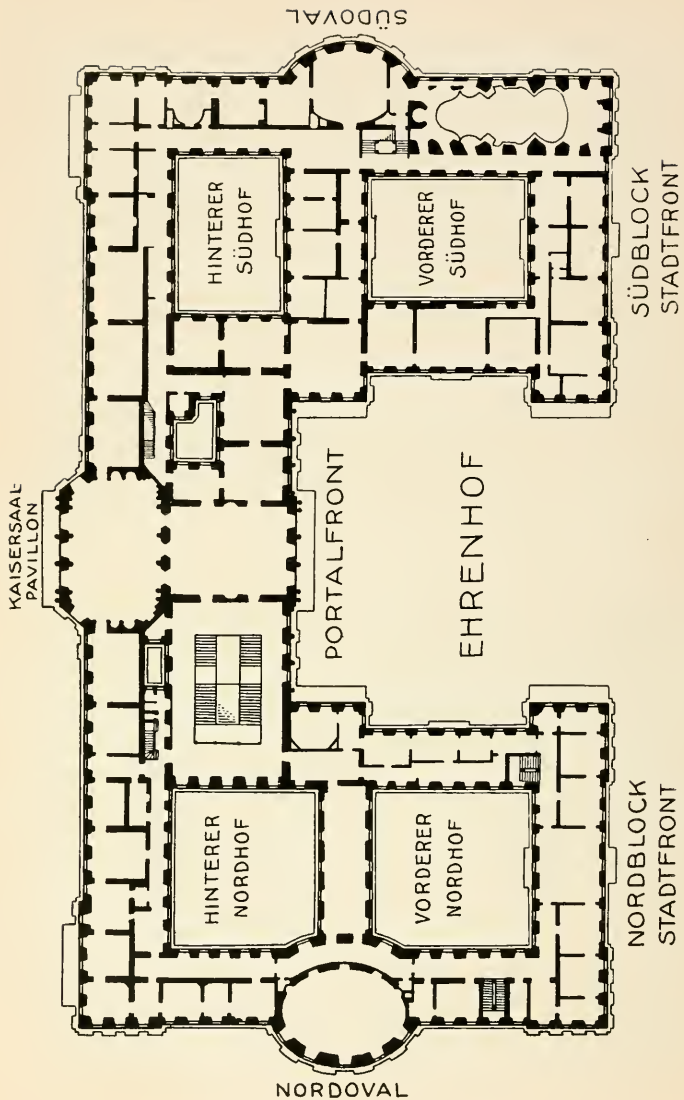 SÜDOVAL
HINTERER
SÜDHOF
VORDERER
SÜDHOF
SÜDBLOCK
STADTFRONT
KAISERSAAL-
PAVILLON
PORTALFRONT
EHRENHOF
HINTERER
NORDHOF
VORDERER
NORDHOF
NORDBLOCK
STADTFRONT
NORDOVAL